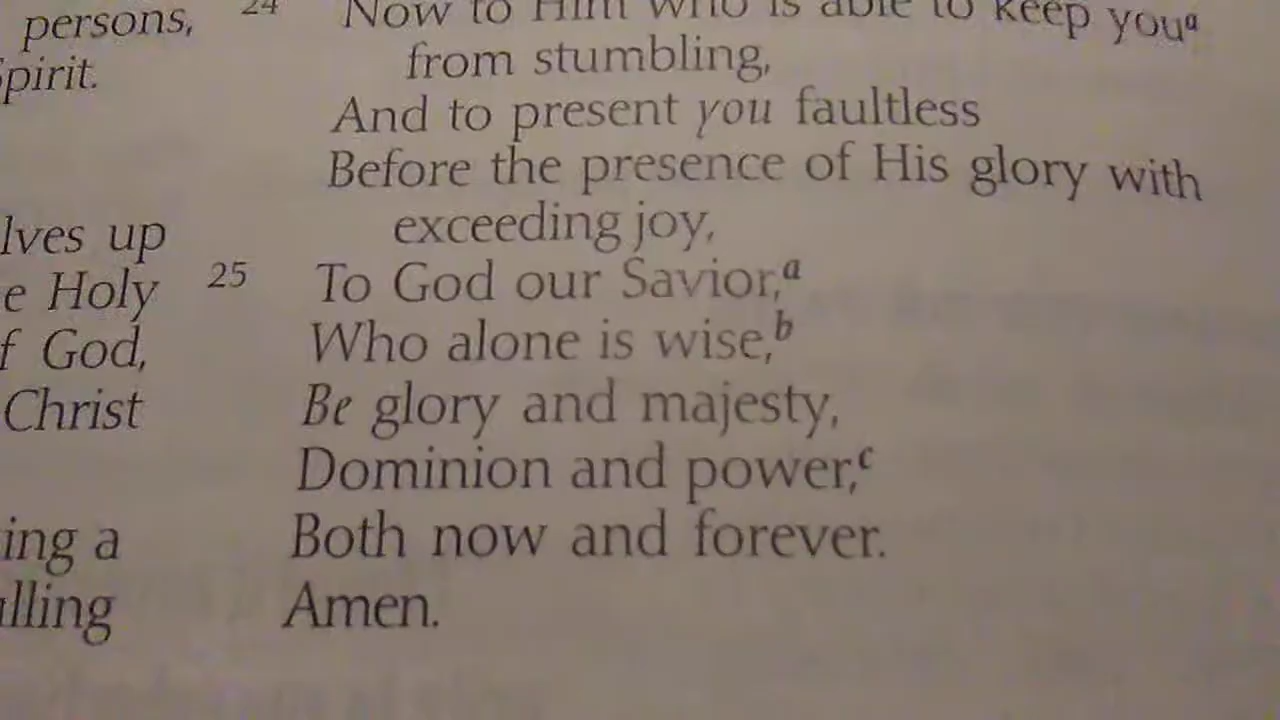 persons,
Spirit.
lves up
e Holy
f God,
Christ
ing a
lling
24 Now to Him who is able to keep youᵃ
from stumbling,
And to present you faultless
Before the presence of His glory with
exceeding joy,
25 To God our Savior,ᵃ
Who alone is wise,ᵇ
Be glory and majesty,
Dominion and power,ᶜ
Both now and forever.
Amen.